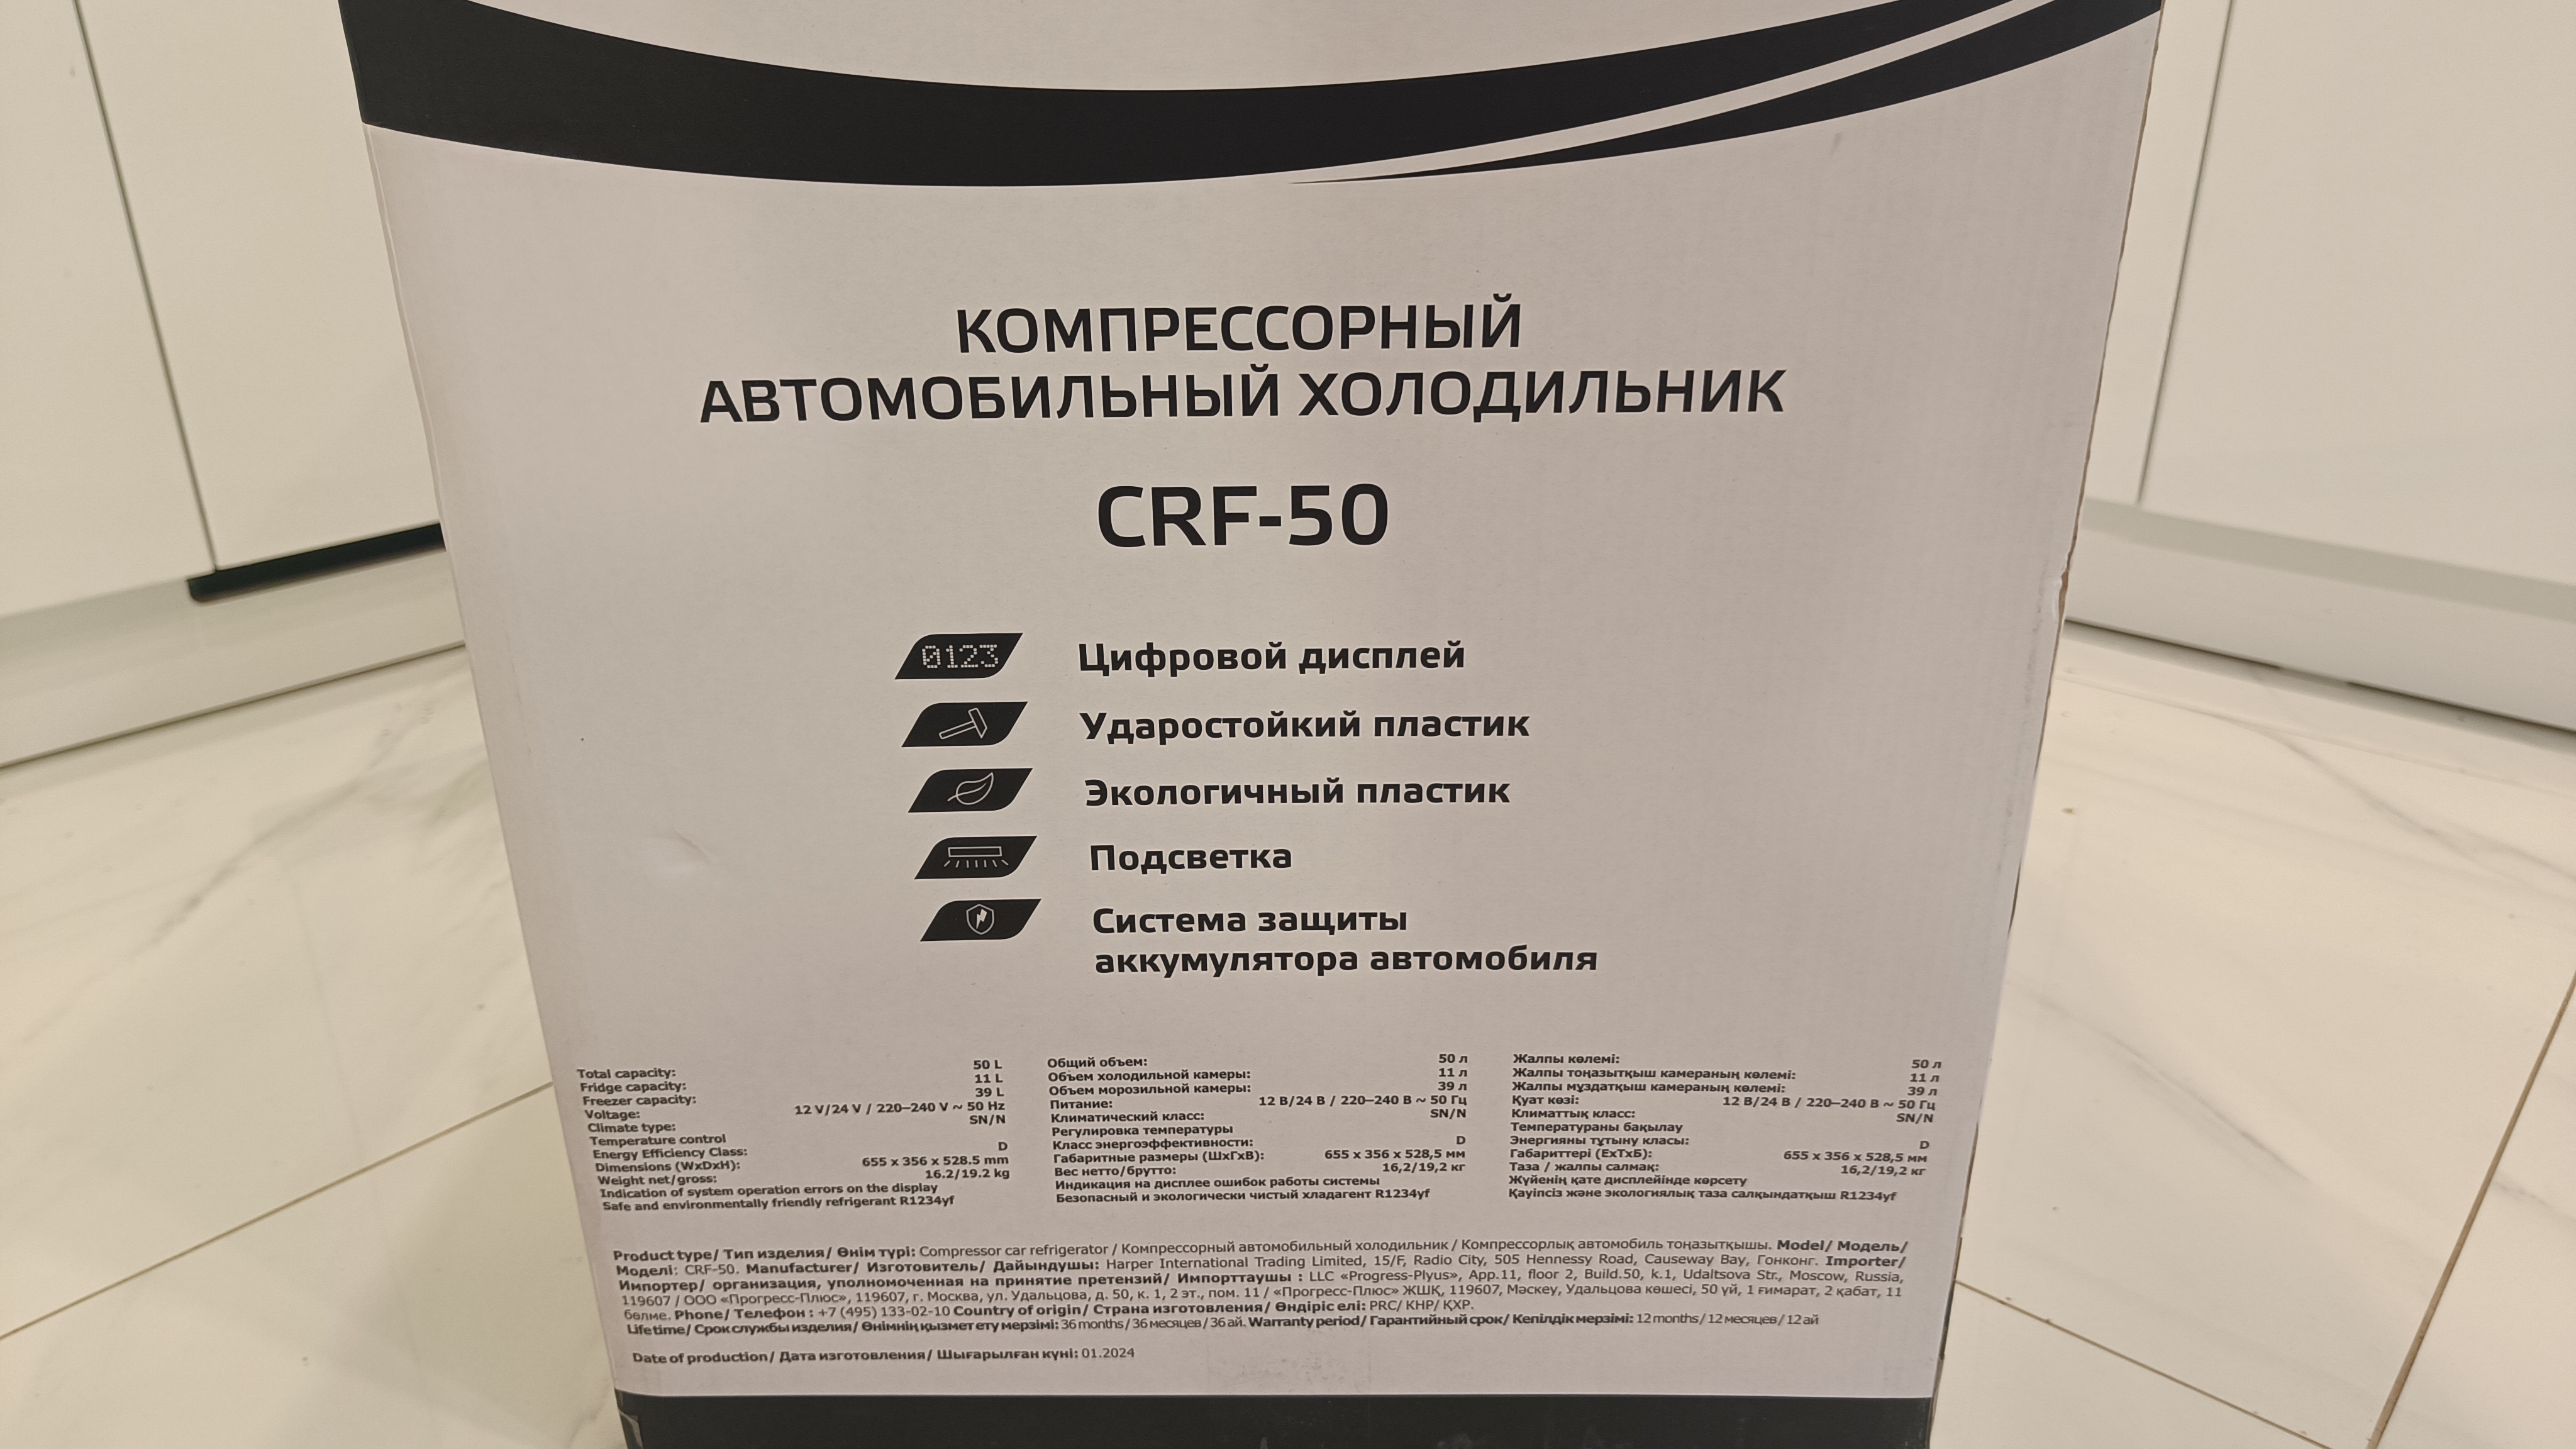 КОМПРЕССОРНЫЙ
АВТОМОБИЛЬНЫЙ ХОЛОДИЛЬНИК
CRF-50
0123 Цифровой дисплей
Ударостойкий пластик
Экологичный пластик
Подсветка
Система защиты
аккумулятора автомобиля
Total capacity: 50 L
Fridge capacity: 11 L
Freezer capacity: 39 L
Voltage: 12 V/24 V / 220–240 V ~ 50 Hz
Climate type: SN/N
Temperature control
Energy Efficiency Class: D
Dimensions (WxDxH): 655 x 356 x 528.5 mm
Weight net/gross: 16.2/19.2 kg
Indication of system operation errors on the display
Safe and environmentally friendly refrigerant R1234yf
Общий объем: 50 л
Объем холодильной камеры: 11 л
Объем морозильной камеры: 39 л
Питание: 12 В/24 В / 220–240 В ~ 50 Гц
Климатический класс: SN/N
Регулировка температуры
Класс энергоэффективности: D
Габаритные размеры (ШхГхВ): 655 x 356 x 528,5 мм
Вес нетто/брутто: 16,2/19,2 кг
Индикация на дисплее ошибок работы системы
Безопасный и экологически чистый хладагент R1234yf
Жалпы көлемі: 50 л
Жалпы тоңазытқыш камераның көлемі: 11 л
Жалпы мұздатқыш камераның көлемі: 39 л
Қуат көзі: 12 В/24 В / 220–240 В ~ 50 Гц
Климаттық класс: SN/N
Температураны бақылау
Энергияны тұтыну класы: D
Габариттері (ЕхТхБ): 655 x 356 x 528,5 мм
Таза / жалпы салмақ: 16,2/19,2 кг
Жүйенің қате дисплейінде көрсету
Қауіпсіз және экологиялық таза салқындатқыш R1234yf
Product type/ Тип изделия/ Өнім түрі: Compressor car refrigerator / Компрессорный автомобильный холодильник / Компрессорлық автомобиль тоңазытқышы. Model/ Модель/
Моделі: CRF-50. Manufacturer/ Изготовитель/ Дайындушы: Harper International Trading Limited, 15/F, Radio City, 505 Hennessy Road, Causeway Bay, Гонконг. Importer/
Импортер/ организация, уполномоченная на принятие претензий/ Импорттаушы : LLC «Progress-Plyus», App.11, floor 2, Build.50, k.1, Udaltsova Str., Moscow, Russia,
119607 / ООО «Прогресс-Плюс», 119607, г. Москва, ул. Удальцова, д. 50, к. 1, 2 эт., пом. 11 / «Прогресс-Плюс» ЖШҚ, 119607, Мәскеу, Удальцова көшесі, 50 үй, 1 ғимарат, 2 қабат, 11
бөлме. Phone/ Телефон : +7 (495) 133-02-10 Country of origin/ Страна изготовления/ Өндіріс елі: PRC/ КНР/ ҚХР.
Lifetime/ Срок службы изделия/ Өнімнің қызмет ету мерзімі: 36 months / 36 месяцев / 36 ай. Warranty period/ Гарантийный срок/ Кепілдік мерзімі: 12 months / 12 месяцев / 12 ай
Date of production/ Дата изготовления/ Шығарылған күні: 01.2024